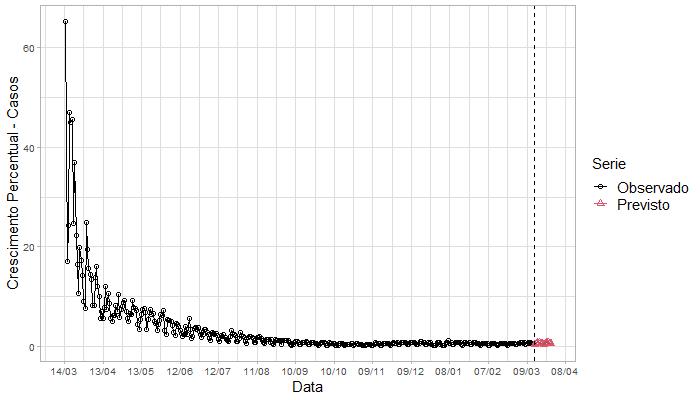 Crescimento Percentual - Casos
60
40
20
0
14/03 13/04 13/05 12/06 12/07 11/08 10/09 10/10 09/11 09/12 08/01 07/02 09/03 08/04
Data
Serie
Observado
Previsto